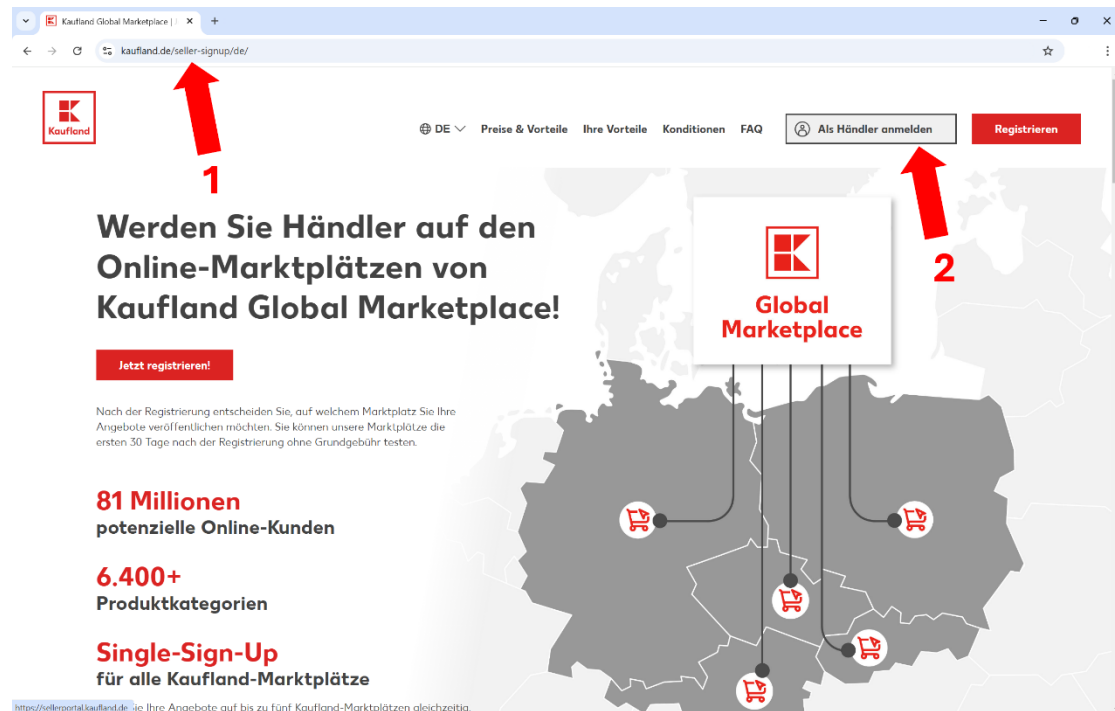 Kaufland Global Marketplace |
kaufland.de/seller-signup/de/
Kaufland
DE
Preise & Vorteile
Ihre Vorteile
Konditionen
FAQ
Als Händler anmelden
Registrieren
1
2
Werden Sie Händler auf den
Online-Marktplätzen von
Kaufland Global Marketplace!
Jetzt registrieren!
Nach der Registrierung entscheiden Sie, auf welchem Marktplatz Sie Ihre
Angebote veröffentlichen möchten. Sie können unsere Marktplätze die
ersten 30 Tage nach der Registrierung ohne Grundgebühr testen.
81 Millionen
potenzielle Online-Kunden
6.400+
Produktkategorien
Single-Sign-Up
für alle Kaufland-Marktplätze
Global
Marketplace
https://sellerportal.kaufland.de
ie Ihre Angebote auf bis zu fünf Kaufland-Marktplätzen gleichzeitig.